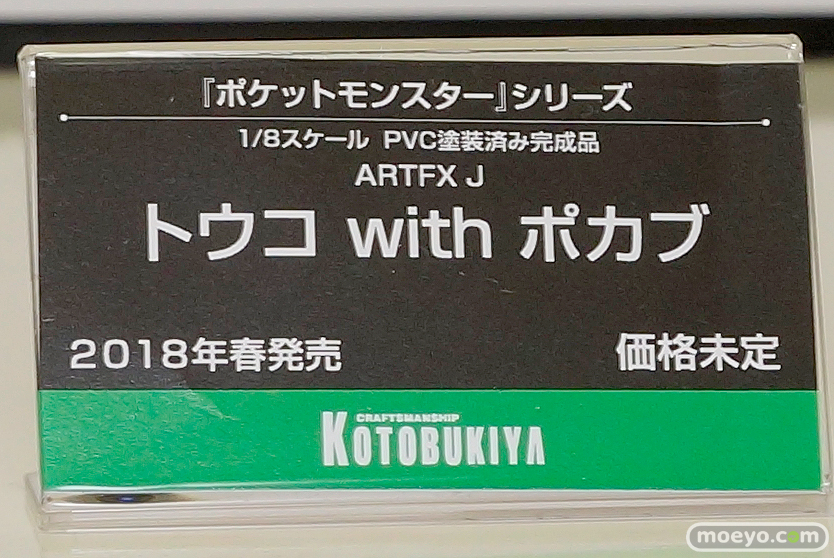 『ポケットモンスター』シリーズ
1/8スケール PVC塗装済み完成品
ARTFX J
トウコ with ポカブ
2018年春発売
価格未定
CRAFTSMANSHIP
KOTOBUKIYA
moeyo.com